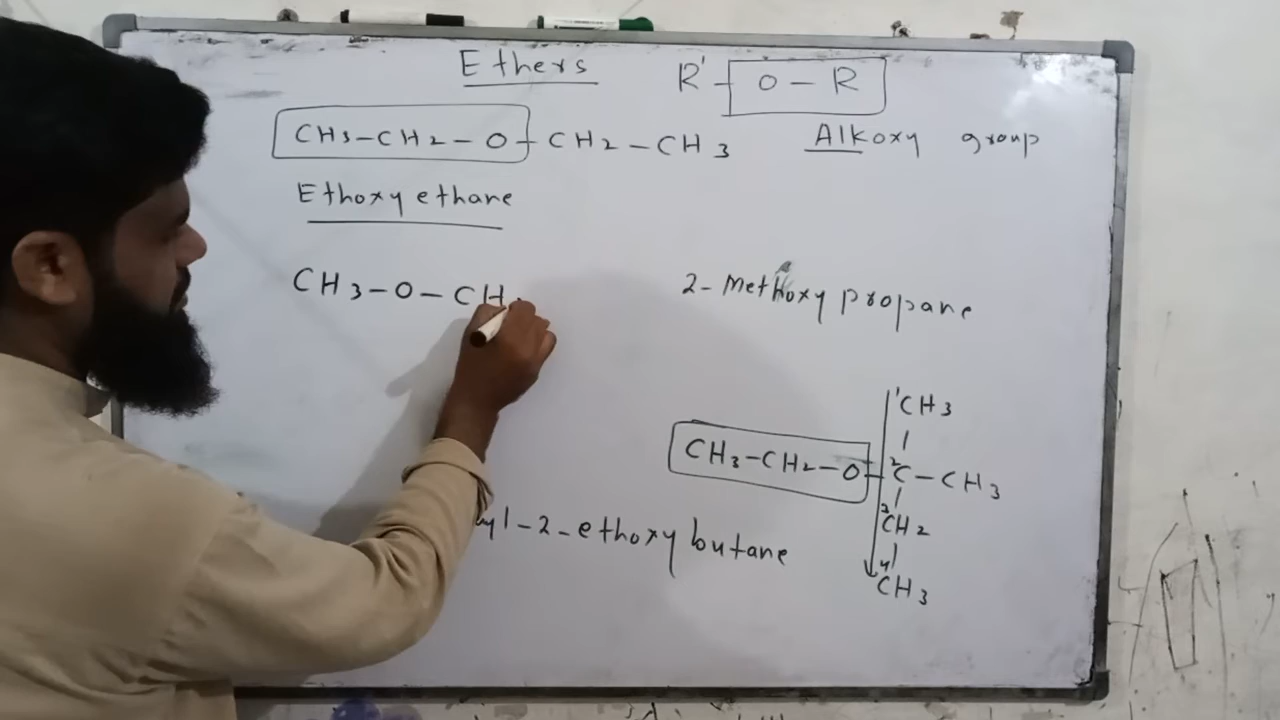 Ethers
R' - O - R
CH3-CH2-O-CH2-CH3
Alkoxy group
Ethoxy ethane
CH3-O-CH
2-Methoxy propane
1CH3
CH3-CH2-O-2C-CH3
3CH2
4CH3
yl-2-ethoxy butane